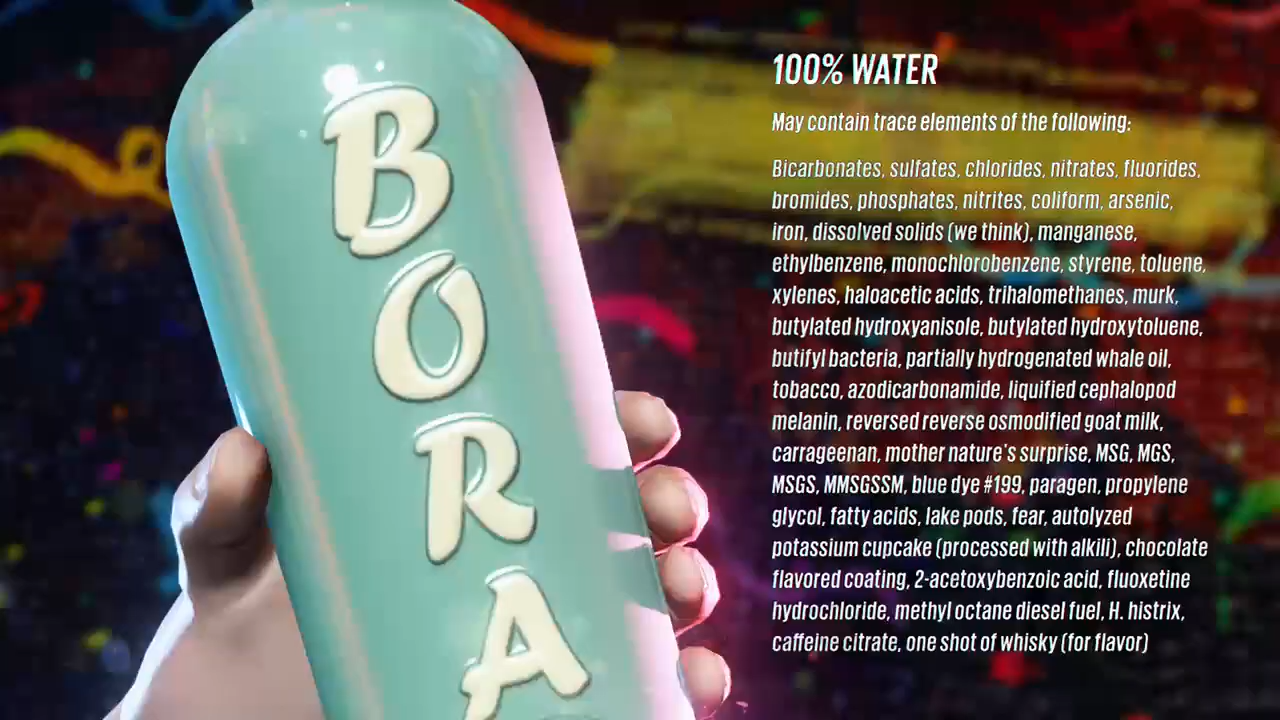 BORA
100% WATER
May contain trace elements of the following:
Bicarbonates, sulfates, chlorides, nitrates, fluorides,
bromides, phosphates, nitrites, coliform, arsenic,
iron, dissolved solids (we think), manganese,
ethylbenzene, monochlorobenzene, styrene, toluene,
xylenes, haloacetic acids, trihalomethanes, murk,
butylated hydroxyanisole, butylated hydroxytoluene,
butifyl bacteria, partially hydrogenated whale oil,
tobacco, azodicarbonamide, liquified cephalopod
melanin, reversed reverse osmodified goat milk,
carrageenan, mother nature's surprise, MSG, MGS,
MSGS, MMSGSSM, blue dye #199, paragen, propylene
glycol, fatty acids, lake pods, fear, autolyzed
potassium cupcake (processed with alkili), chocolate
flavored coating, 2-acetoxybenzoic acid, fluoxetine
hydrochloride, methyl octane diesel fuel, H. histrix,
caffeine citrate, one shot of whisky (for flavor)